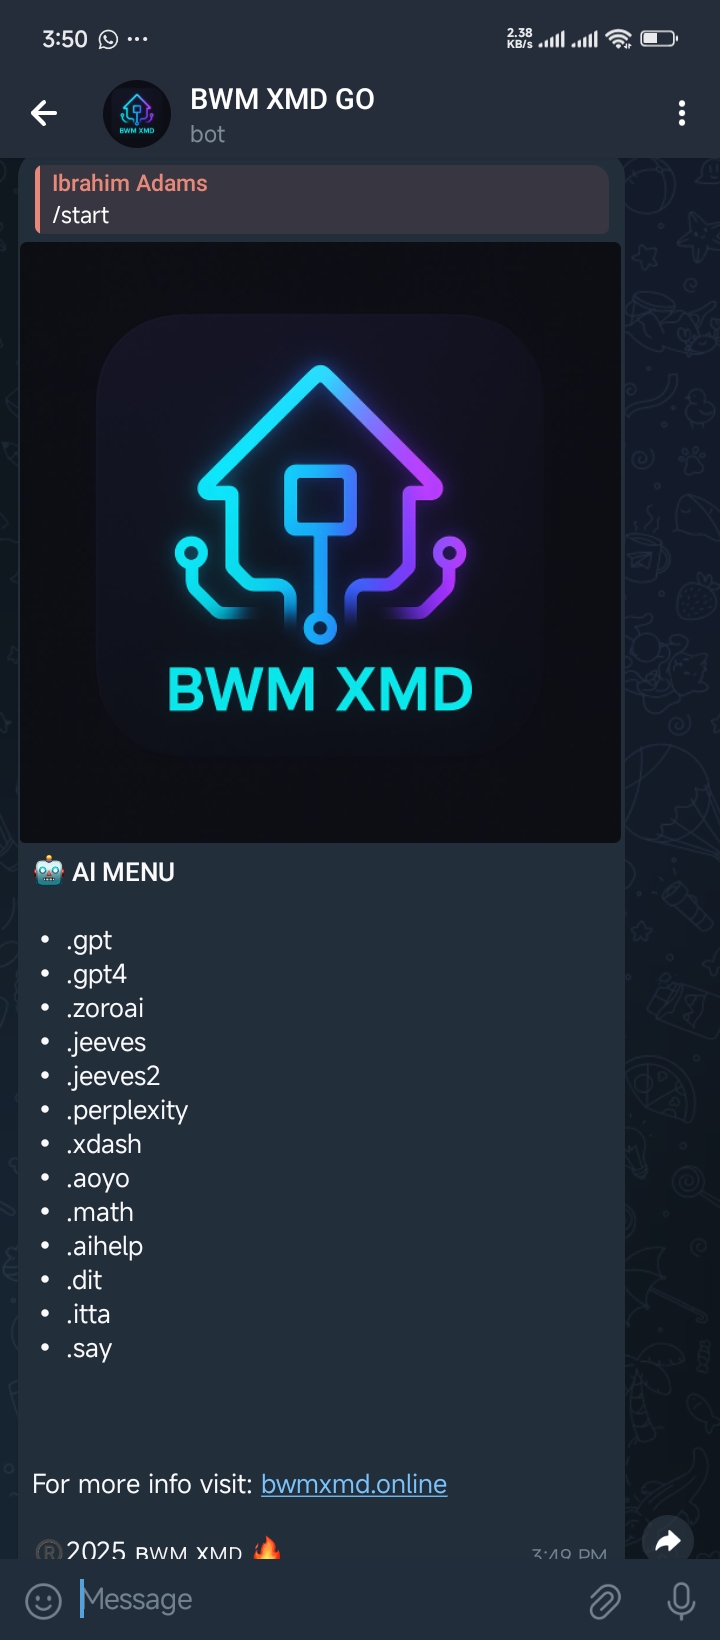 3:50
2.38
KB/s
BWM XMD GO
bot
BWM XMD
Ibrahim Adams
/start
BWM XMD
🤖 AI MENU
• .gpt
• .gpt4
• .zoroai
• .jeeves
• .jeeves2
• .perplexity
• .xdash
• .aoyo
• .math
• .aihelp
• .dit
• .itta
• .say
For more info visit: bwmxmd.online
®2025 ʙᴡᴍ xᴍᴅ 🔥
3:49 PM
Message